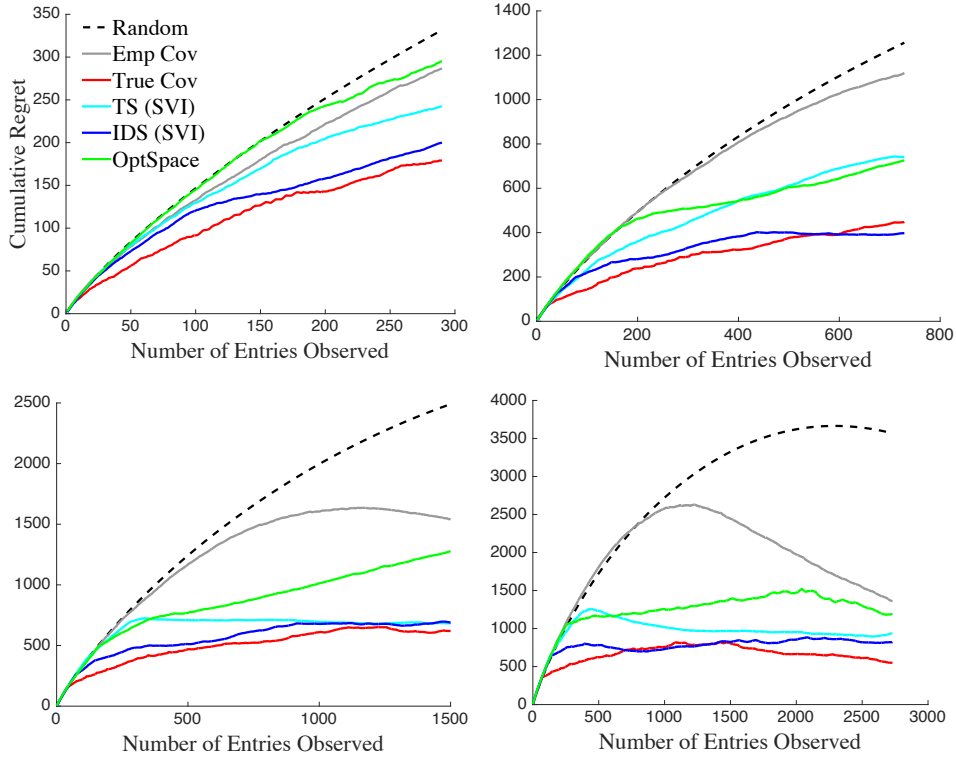 350
300
250
200
150
100
50
0
Cumulative Regret
Random
Emp Cov
True Cov
TS (SVI)
IDS (SVI)
OptSpace
0 50 100 150 200 250 300
Number of Entries Observed
1400
1200
1000
800
600
400
200
0
0 200 400 600 800
Number of Entries Observed
2500
2000
1500
1000
500
0
0 500 1000 1500
Number of Entries Observed
4000
3500
3000
2500
2000
1500
1000
500
0
0 500 1000 1500 2000 2500 3000
Number of Entries Observed